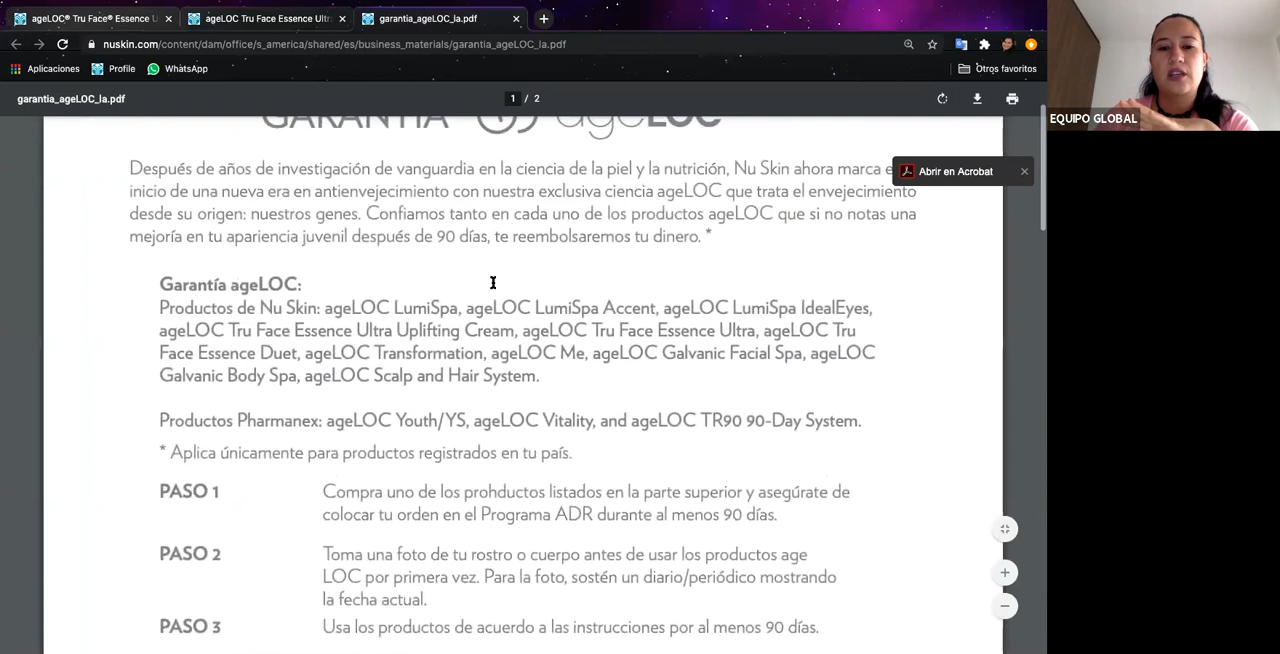 ageLOC® Tru Face® Essence U
ageLOC Tru Face Essence Ultr
garantia_ageLOC_la.pdf
nuskin.com/content/dam/office/s_america/shared/es/business_materials/garantia_ageLOC_la.pdf
Aplicaciones
Profile
WhatsApp
Otros favoritos
garantia_ageLOC_la.pdf
1 / 2
EQUIPO GLOBAL
GARANTÍA ageLOC
Abrir en Acrobat
Después de años de investigación de vanguardia en la ciencia de la piel y la nutrición, Nu Skin ahora marca e
inicio de una nueva era en antienvejecimiento con nuestra exclusiva ciencia ageLOC que trata el envejecimiento
desde su origen: nuestros genes. Confiamos tanto en cada uno de los productos ageLOC que si no notas una
mejoría en tu apariencia juvenil después de 90 días, te reembolsaremos tu dinero. *
Garantía ageLOC:
Productos de Nu Skin: ageLOC LumiSpa, ageLOC LumiSpa Accent, ageLOC LumiSpa IdealEyes,
ageLOC Tru Face Essence Ultra Uplifting Cream, ageLOC Tru Face Essence Ultra, ageLOC Tru
Face Essence Duet, ageLOC Transformation, ageLOC Me, ageLOC Galvanic Facial Spa, ageLOC
Galvanic Body Spa, ageLOC Scalp and Hair System.
Productos Pharmanex: ageLOC Youth/YS, ageLOC Vitality, and ageLOC TR90 90-Day System.
* Aplica únicamente para productos registrados en tu país.
PASO 1 Compra uno de los prohductos listados en la parte superior y asegúrate de
colocar tu orden en el Programa ADR durante al menos 90 días.
PASO 2 Toma una foto de tu rostro o cuerpo antes de usar los productos age
LOC por primera vez. Para la foto, sostén un diario/periódico mostrando
la fecha actual.
PASO 3 Usa los productos de acuerdo a las instrucciones por al menos 90 días.